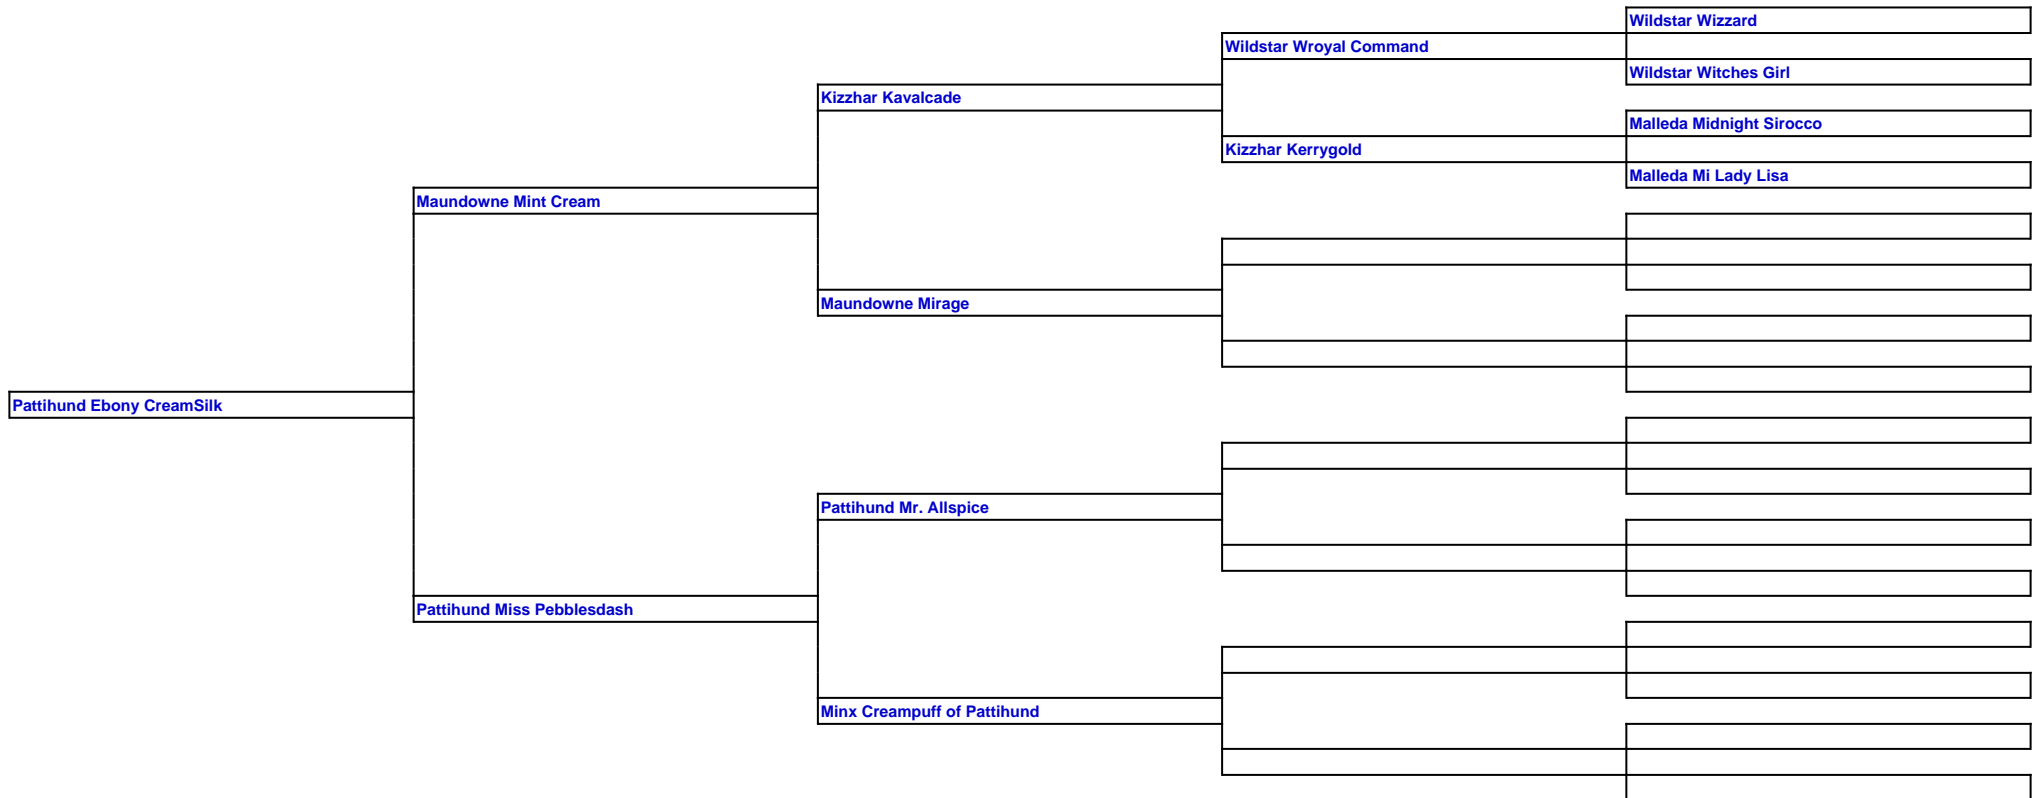 Wildstar Wizzard
Wildstar Wroyal Command
Wildstar Witches Girl
Kizzhar Kavalcade
Malleda Midnight Sirocco
Kizzhar Kerrygold
Malleda Mi Lady Lisa
Maundowne Mint Cream
Maundowne Mirage
Pattihund Ebony CreamSilk
Pattihund Mr. Allspice
Pattihund Miss Pebblesdash
Minx Creampuff of Pattihund